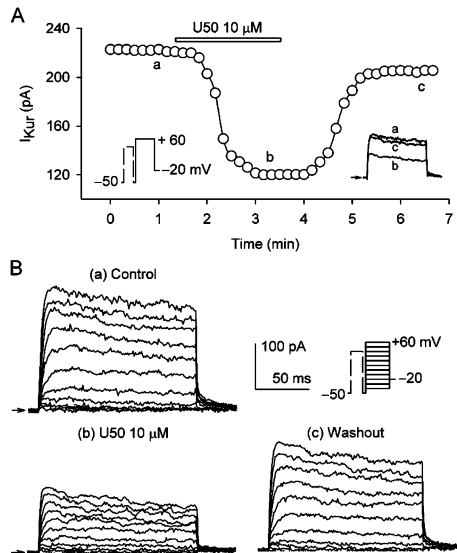 A
U50 10 μM
I Kur (pA)
240
200
160
120
a
b
c
+ 60
−20 mV
−50
a
c
b
0 1 2 3 4 5 6 7
Time (min)
B
(a) Control
100 pA
50 ms
+60 mV
−20
−50
(b) U50 10 μM
(c) Washout